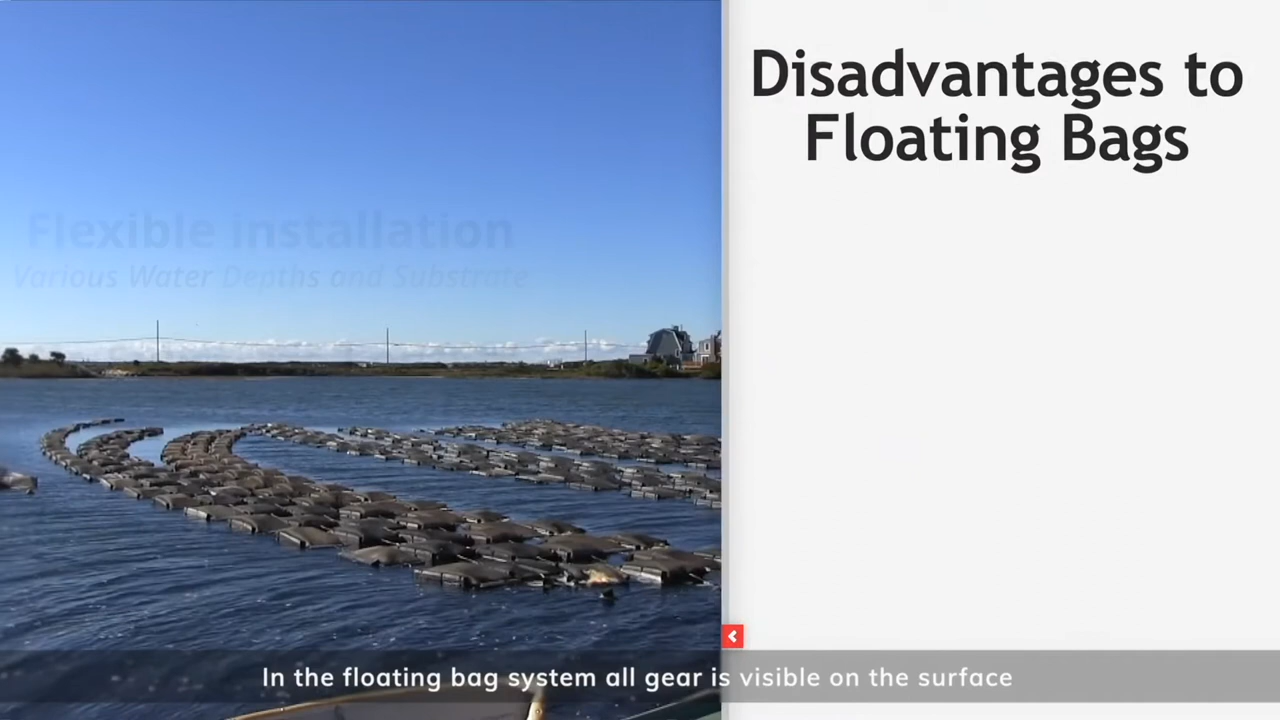 Disadvantages to
Floating Bags
Flexible installation
Various Water Depths and Substrate
In the floating bag system all gear is visible on the surface